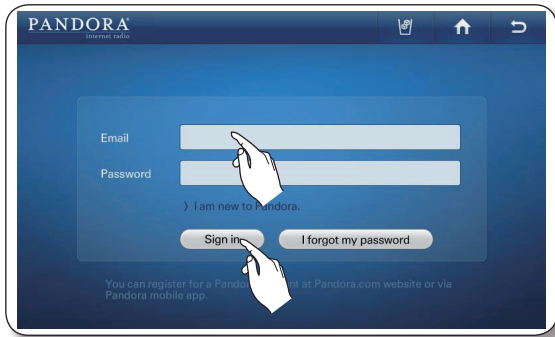 PANDORA®
internet radio
Email
Password
〉 I am new to Pandora.
Sign in
I forgot my password
You can register for a Pandora at Pandora.com website or via
Pandora mobile app.